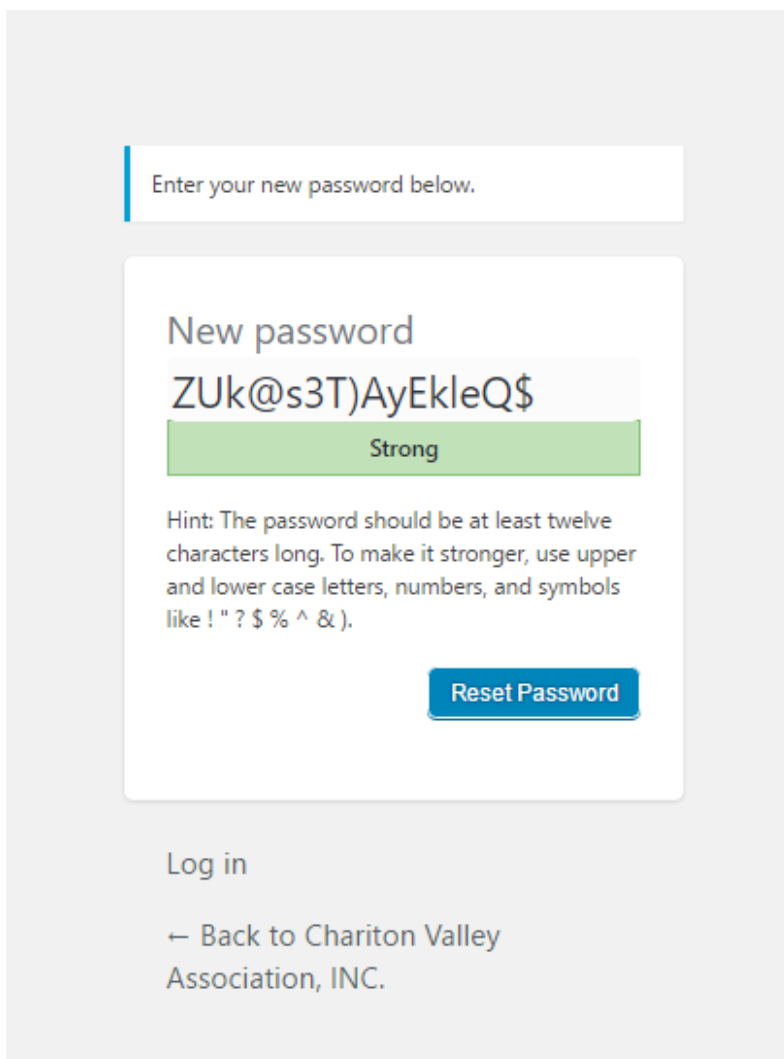 Enter your new password below.
New password
ZUk@s3T)AyEkleQ$
Strong
Hint: The password should be at least twelve
characters long. To make it stronger, use upper
and lower case letters, numbers, and symbols
like ! " ? $ % ^ & ).
Reset Password
Log in
← Back to Chariton Valley
Association, INC.